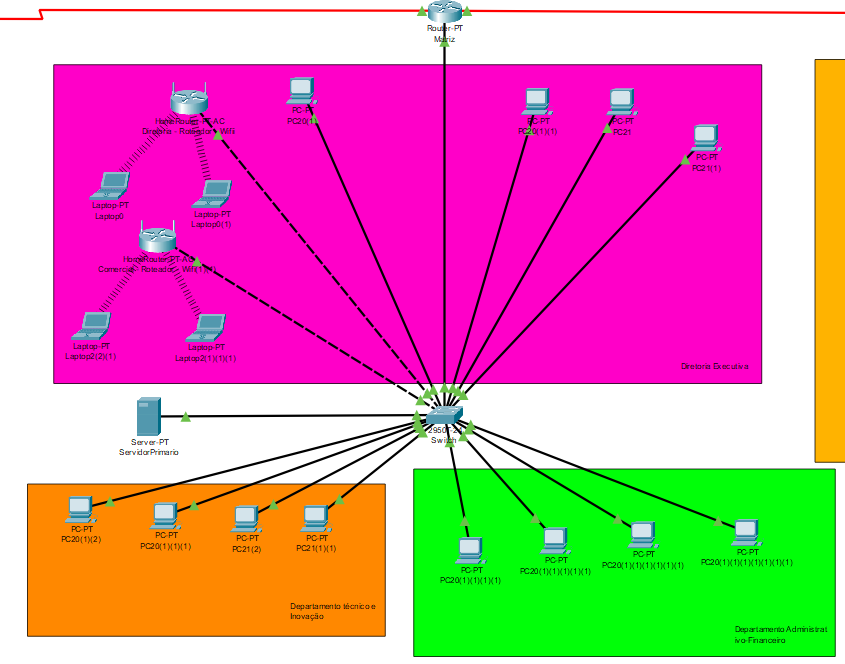 Router-PT
Matriz
HomeRouter-PT-AC
Diretoria - Roteador - Wifi
PC-PT
PC20(1)
PC-PT
PC20(1)(1)
PC-PT
PC21
PC-PT
PC21(1)
Laptop-PT
Laptop0
Laptop-PT
Laptop0(1)
HomeRouter-PT-AC
Comercial - Roteador - Wifi(1)(1)
Laptop-PT
Laptop2(2)(1)
Laptop-PT
Laptop2(1)(1)(1)
Diretoria Executiva
Server-PT
ServidorPrimario
2950T-24
Switch
PC-PT
PC20(1)(2)
PC-PT
PC20(1)(1)(1)
PC-PT
PC21(2)
PC-PT
PC21(1)(1)
Departamento técnico e
Inovação
PC-PT
PC20(1)(1)(1)(1)
PC-PT
PC20(1)(1)(1)(1)(1)
PC-PT
PC20(1)(1)(1)(1)(1)(1)
PC-PT
PC20(1)(1)(1)(1)(1)(1)(1)
Departamento Administrat
ivo-Financeiro